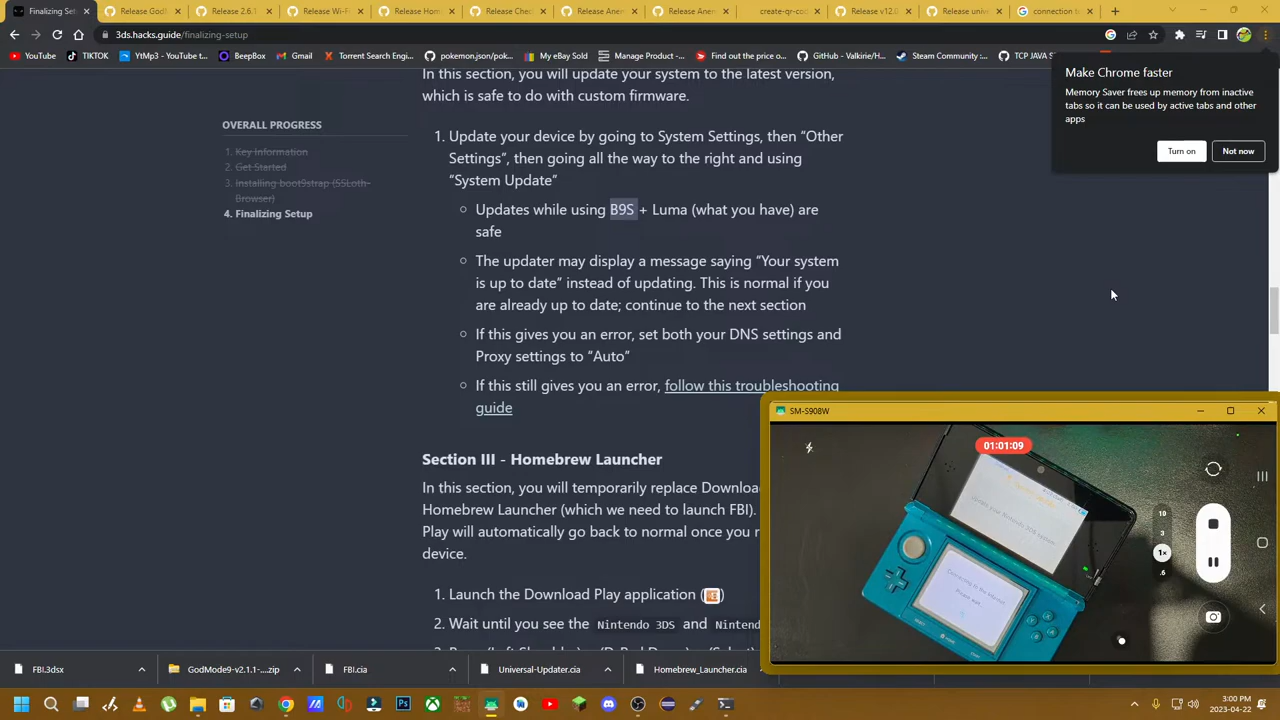 Finalizing Set
Release GodM
Release 2.6.1
Release Wi-Fi
Release Home
Release Chec
Release Anem
Release Anem
create-qr-cod
Release v12.0
Release unive
connection te
3ds.hacks.guide/finalizing-setup
YouTube
TIKTOK
YtMp3 - YouTube t...
BeepBox
Gmail
Torrent Search Engi...
pokemon.json/pok...
My eBay Sold
Manage Product -...
Find out the price o...
GitHub - Valkirie/H...
Steam Community :...
TCP JAVA S
Make Chrome faster
Memory Saver frees up memory from inactive
tabs so it can be used by active tabs and other
apps
Turn on
Not now
OVERALL PROGRESS
1. Key Information
2. Get Started
3. Installing boot9strap (SSLoth-
Browser)
4. Finalizing Setup
In this section, you will update your system to the latest version,
which is safe to do with custom firmware.
1. Update your device by going to System Settings, then “Other
Settings”, then going all the way to the right and using
“System Update”
Updates while using B9S + Luma (what you have) are
safe
The updater may display a message saying “Your system
is up to date” instead of updating. This is normal if you
are already up to date; continue to the next section
If this gives you an error, set both your DNS settings and
Proxy settings to “Auto”
If this still gives you an error, follow this troubleshooting
guide
Section III - Homebrew Launcher
In this section, you will temporarily replace Downloa
Homebrew Launcher (which we need to launch FBI).
Play will automatically go back to normal once you r
device.
1. Launch the Download Play application (
)
2. Wait until you see the Nintendo 3DS and Nintend
SM-S908W
01:01:09
10
3
1x
.6
Connecting to the Internet.
Please wait.
FBI.3dsx
GodMode9-v2.1.1-....zip
FBI.cia
Universal-Updater.cia
Homebrew_Launcher.cia
3:00 PM
2023-04-22